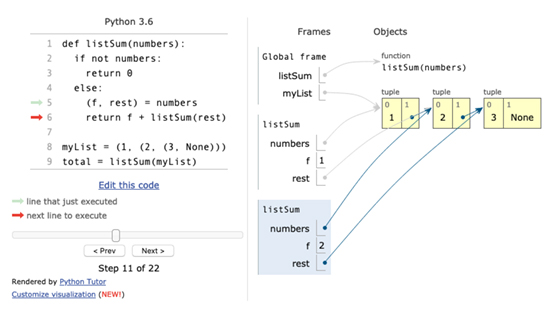 Python 3.6
1 def listSum(numbers):
2 if not numbers:
3 return 0
4 else:
5 (f, rest) = numbers
6 return f + listSum(rest)
7
8 myList = (1, (2, (3, None)))
9 total = listSum(myList)
Edit this code
line that just executed
next line to execute
< Prev Next >
Step 11 of 22
Rendered by Python Tutor
Customize visualization (NEW!)
Frames Objects
Global frame
listSum
myList
function
listSum(numbers)
tuple tuple tuple
0 1 0 1 0 1
1 2 3 None
listSum
numbers
f 1
rest
listSum
numbers
f 2
rest